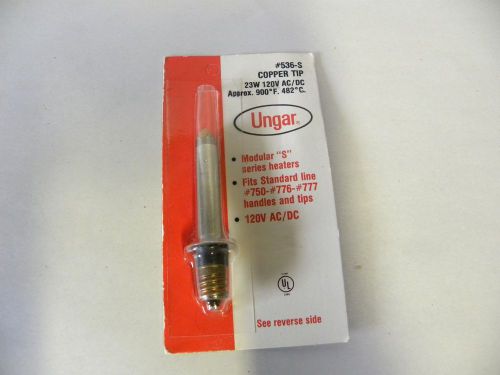 #536-S
COPPER TIP
23W 120V AC/DC
Approx. 900°F. 482°C.
Ungar
• Modular "S"
series heaters
• Fits Standard line
#750-#776-#777
handles and tips
• 120V AC/DC
UL
See reverse side